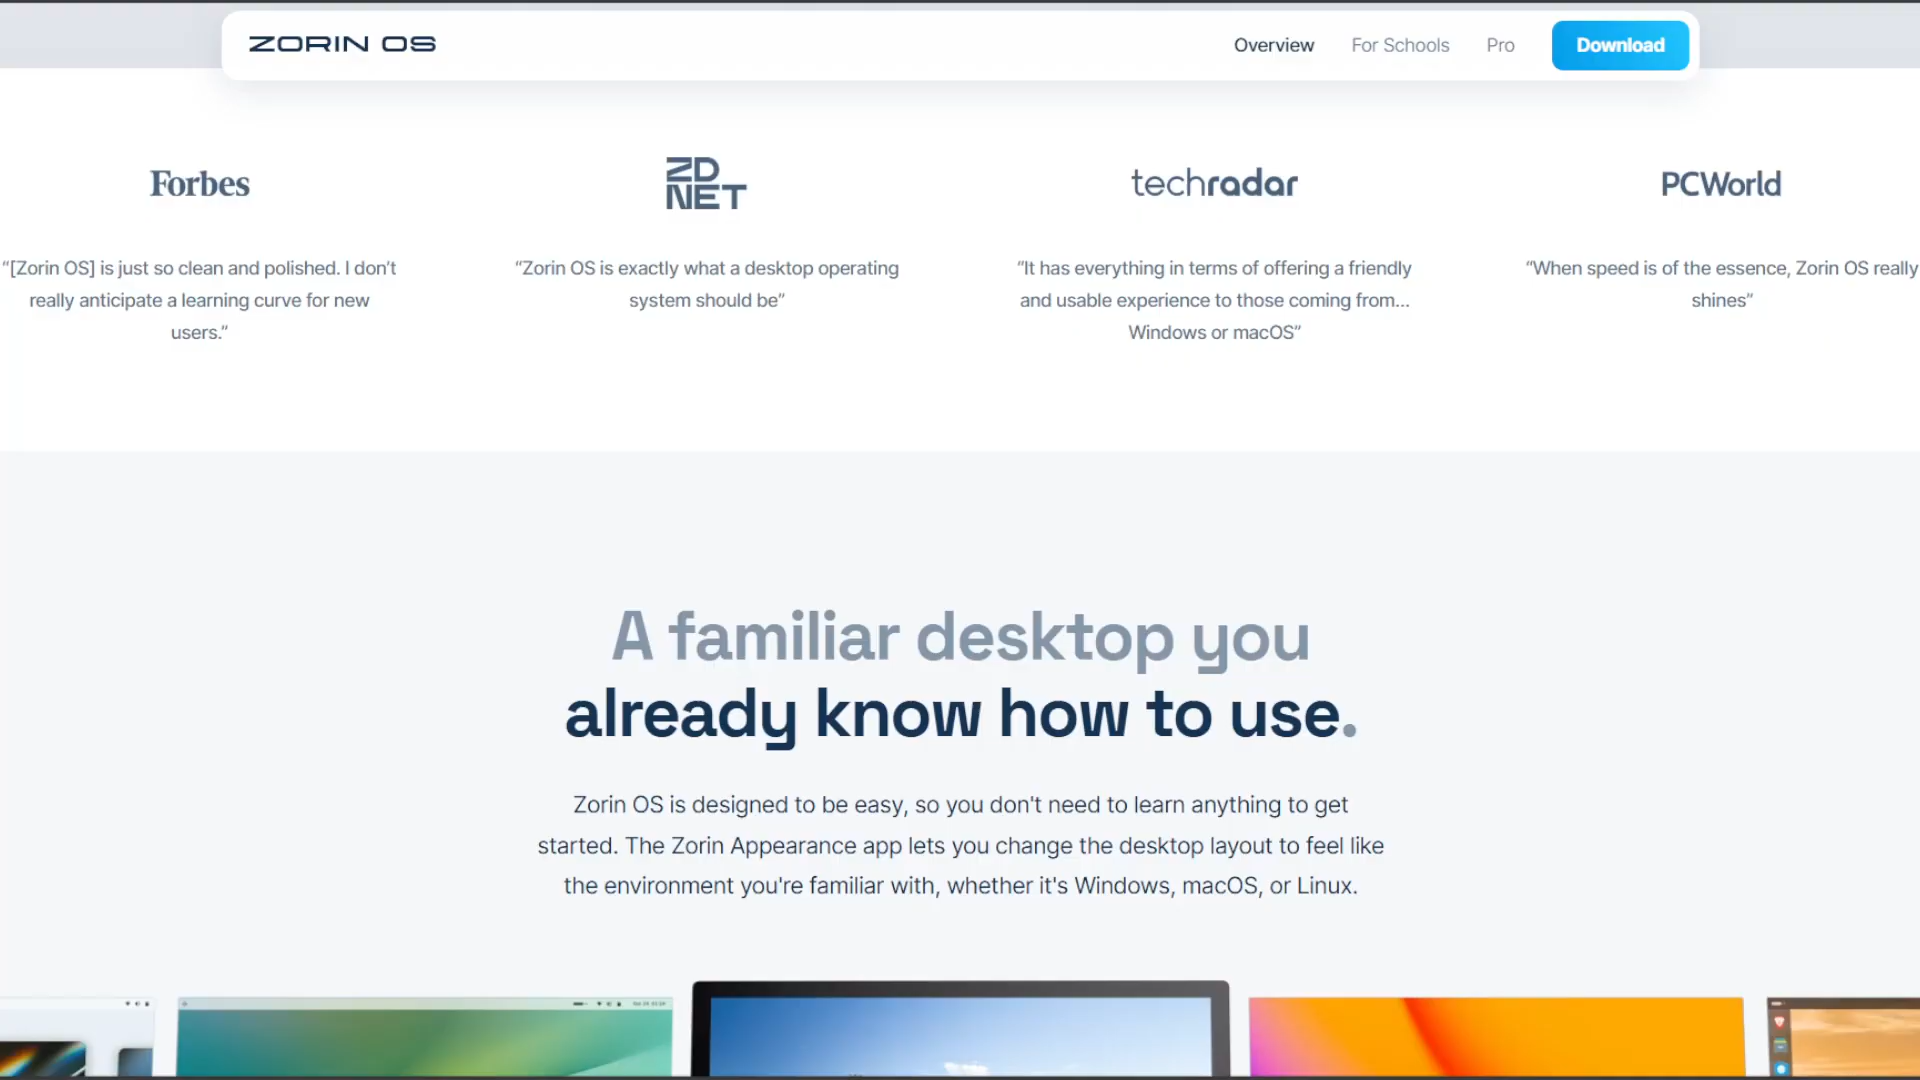 ZORIN OS
Overview
For Schools
Pro
Download
Forbes
“[Zorin OS] is just so clean and polished. I don’t
really anticipate a learning curve for new
users.”
ZD
NET
“Zorin OS is exactly what a desktop operating
system should be”
techradar
“It has everything in terms of offering a friendly
and usable experience to those coming from...
Windows or macOS”
PCWorld
“When speed is of the essence, Zorin OS really
shines”
A familiar desktop you
already know how to use.
Zorin OS is designed to be easy, so you don't need to learn anything to get
started. The Zorin Appearance app lets you change the desktop layout to feel like
the environment you're familiar with, whether it's Windows, macOS, or Linux.